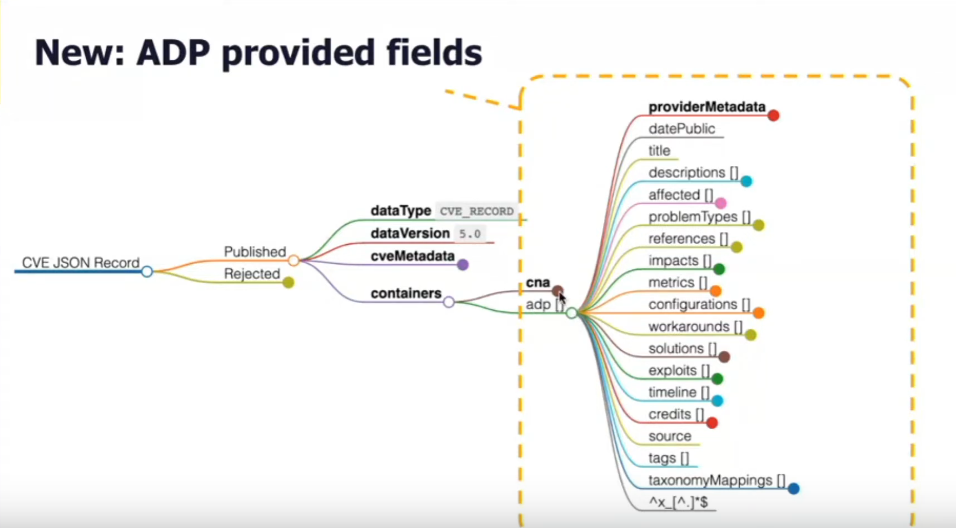 New: ADP provided fields
CVE JSON Record
Published
Rejected
dataType CVE_RECORD
dataVersion 5.0
cveMetadata
containers
cna
adp []
providerMetadata
datePublic
title
descriptions []
affected []
problemTypes []
references []
impacts []
metrics []
configurations []
workarounds []
solutions []
exploits []
timeline []
credits []
source
tags []
taxonomyMappings []
^x_[^.]*$